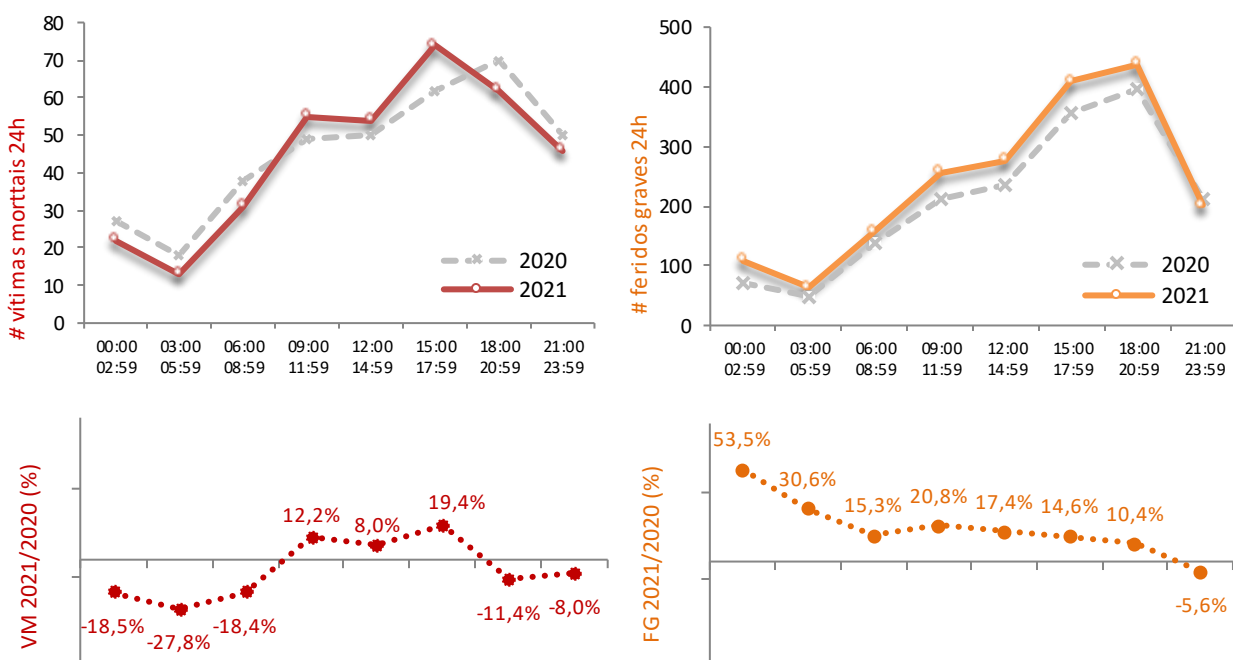 # vítimas morttais 24h
80
70
60
50
40
30
20
10
0
2020
2021
00:00 03:00 06:00 09:00 12:00 15:00 18:00 21:00
02:59 05:59 08:59 11:59 14:59 17:59 20:59 23:59
# feridos graves 24h
500
400
300
200
100
0
2020
2021
00:00 03:00 06:00 09:00 12:00 15:00 18:00 21:00
02:59 05:59 08:59 11:59 14:59 17:59 20:59 23:59
VM 2021/2020 (%)
-18,5% -27,8% -18,4% 12,2% 8,0% 19,4% -11,4% -8,0%
FG 2021/2020 (%)
53,5% 30,6% 15,3% 20,8% 17,4% 14,6% 10,4% -5,6%